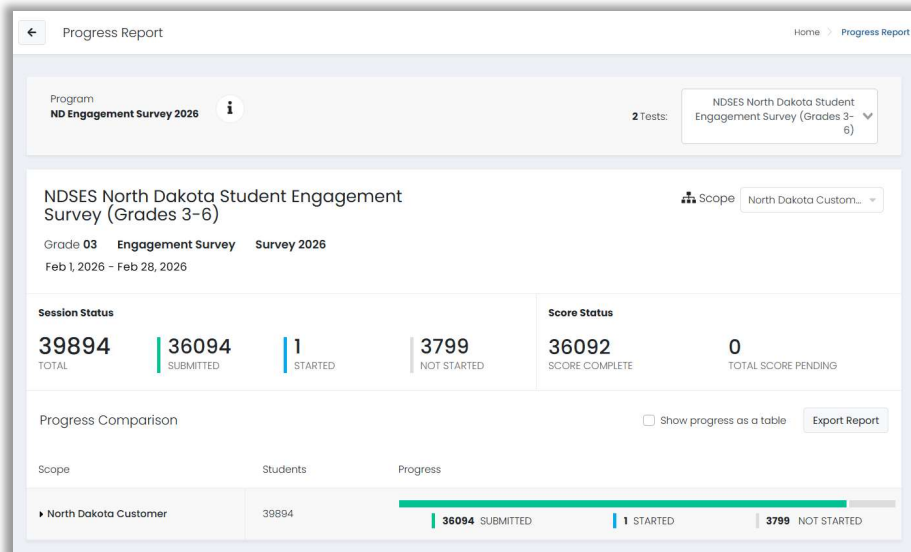 Progress Report
Home > Progress Report
Program
ND Engagement Survey 2026
i
2 Tests:
NDSES North Dakota Student
Engagement Survey (Grades 3-
6)
NDSES North Dakota Student Engagement
Survey (Grades 3-6)
Scope
North Dakota Custom...
Grade 03 Engagement Survey Survey 2026
Feb 1, 2026 - Feb 28, 2026
Session Status
Score Status
39894 36094 1 3799 36092 0
TOTAL SUBMITTED STARTED NOT STARTED SCORE COMPLETE TOTAL SCORE PENDING
Progress Comparison
Show progress as a table
Export Report
Scope Students Progress
North Dakota Customer 39894
36094 SUBMITTED 1 STARTED 3799 NOT STARTED